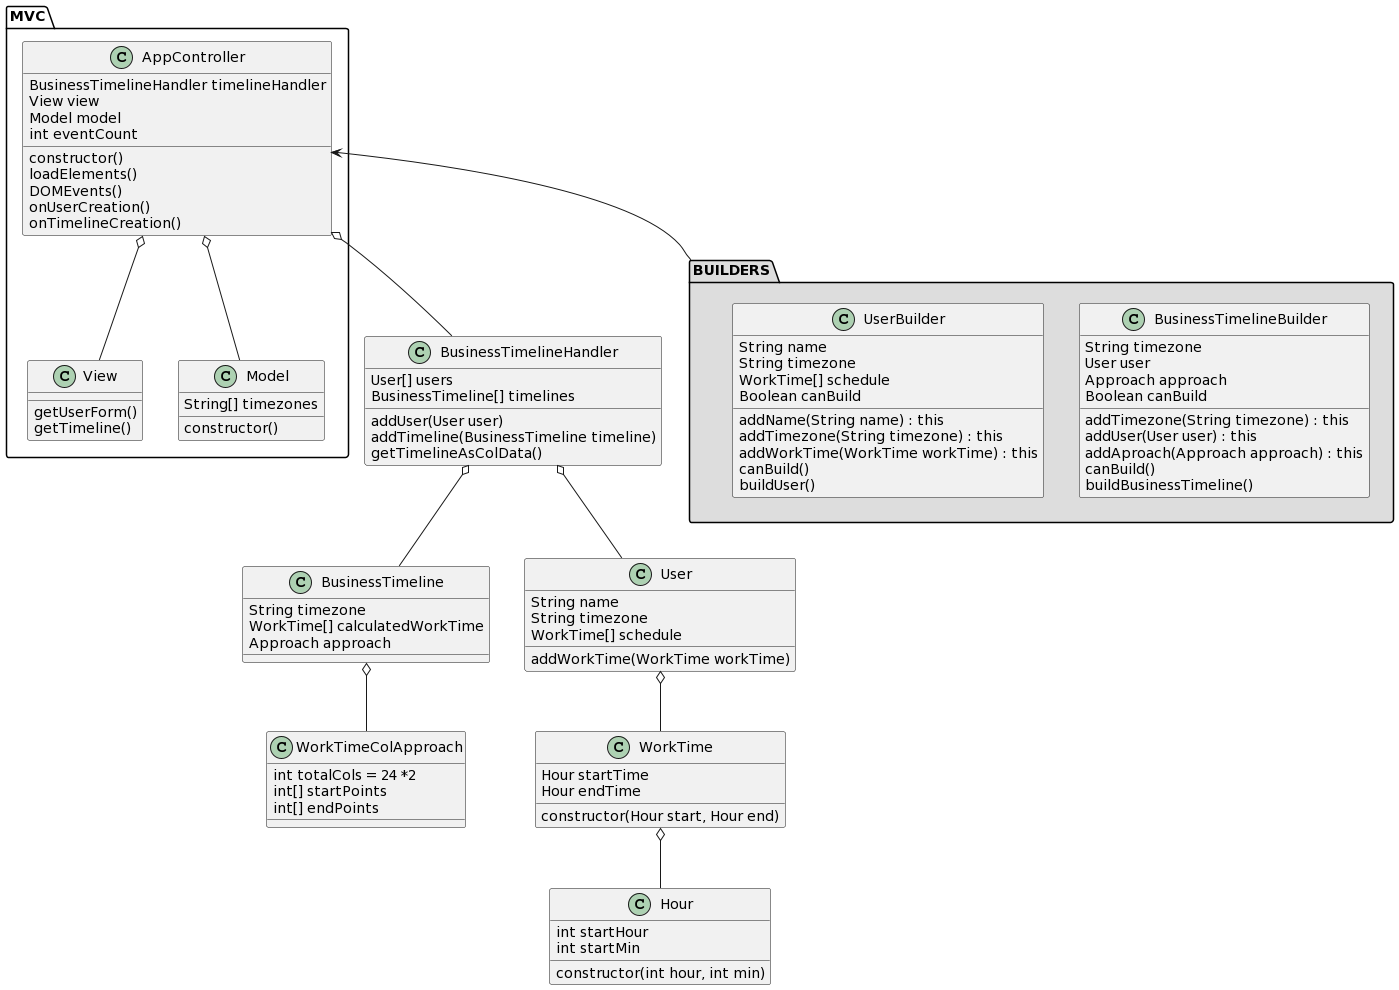 MVC
C AppController
BusinessTimelineHandler timelineHandler
View view
Model model
int eventCount
constructor()
loadElements()
DOMEvents()
onUserCreation()
onTimelineCreation()
C View
getUserForm()
getTimeline()
C Model
String[] timezones
constructor()
C BusinessTimelineHandler
User[] users
BusinessTimeline[] timelines
addUser(User user)
addTimeline(BusinessTimeline timeline)
getTimelineAsColData()
BUILDERS
C UserBuilder
String name
String timezone
WorkTime[] schedule
Boolean canBuild
addName(String name) : this
addTimezone(String timezone) : this
addWorkTime(WorkTime workTime) : this
canBuild()
buildUser()
C BusinessTimelineBuilder
String timezone
User user
Approach approach
Boolean canBuild
addTimezone(String timezone) : this
addUser(User user) : this
addAproach(Approach approach) : this
canBuild()
buildBusinessTimeline()
C BusinessTimeline
String timezone
WorkTime[] calculatedWorkTime
Approach approach
C User
String name
String timezone
WorkTime[] schedule
addWorkTime(WorkTime workTime)
C WorkTimeColApproach
int totalCols = 24 *2
int[] startPoints
int[] endPoints
C WorkTime
Hour startTime
Hour endTime
constructor(Hour start, Hour end)
C Hour
int startHour
int startMin
constructor(int hour, int min)